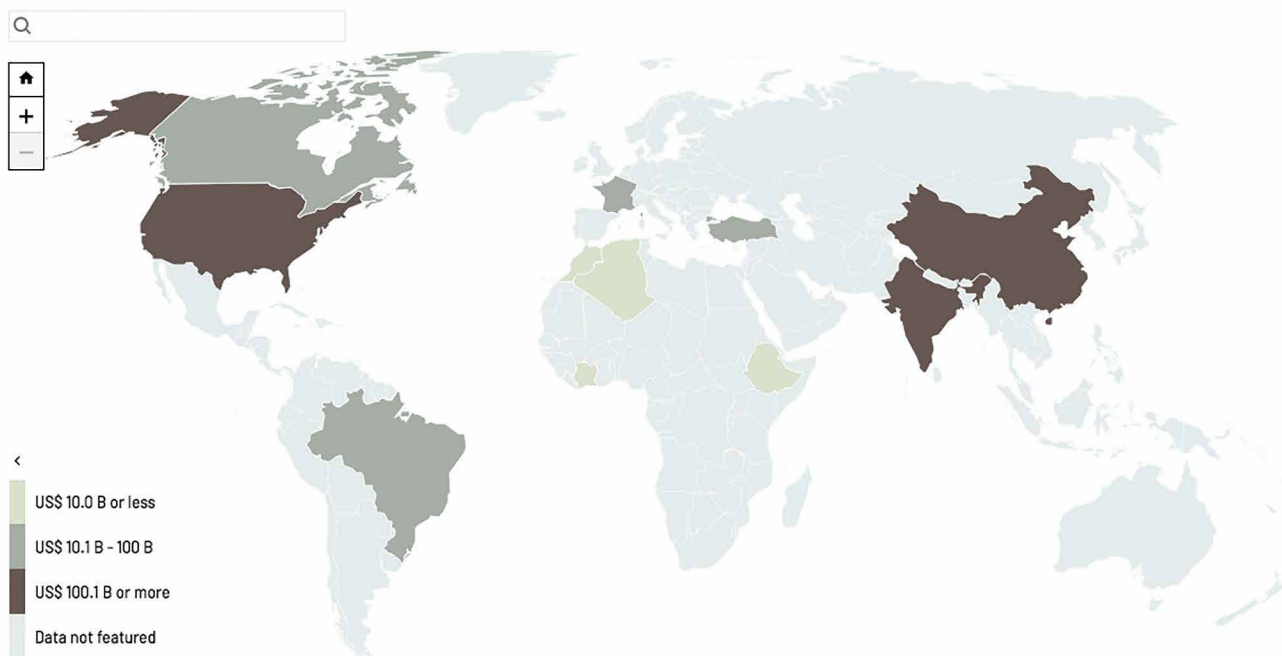 US$ 10.0 B or less
US$ 10.1 B - 100 B
US$ 100.1 B or more
Data not featured